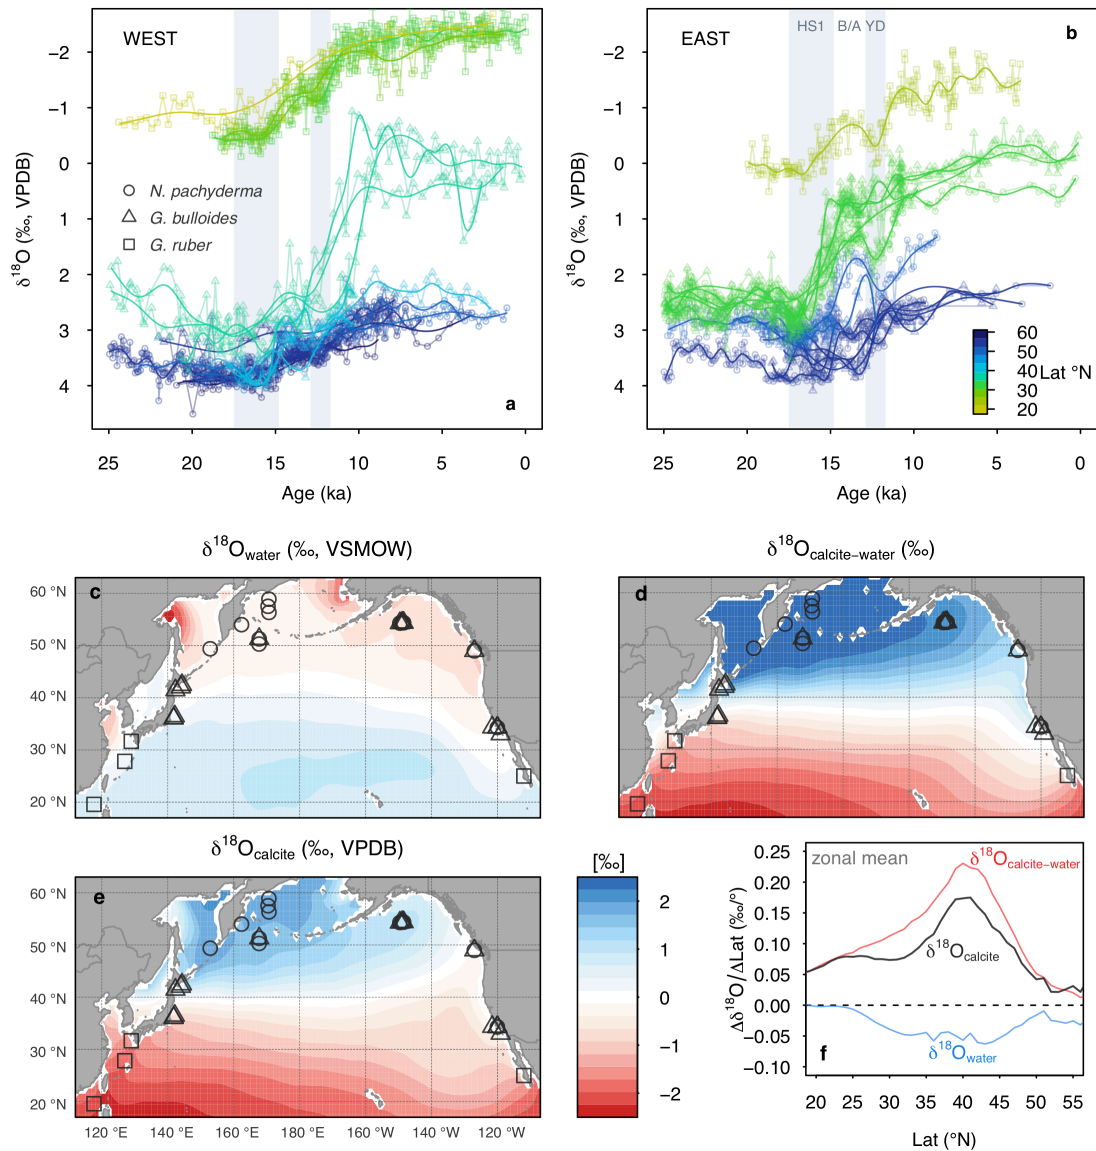 WEST
−2
−1
0
1
2
3
4
δ¹⁸O (‰, VPDB)
N. pachyderma
G. bulloides
G. ruber
a
25 20 15 10 5 0
Age (ka)
EAST
HS1 B/A YD
b
−2
−1
0
1
2
3
4
δ¹⁸O (‰, VPDB)
60
50
40
30
20
Lat °N
25 20 15 10 5 0
Age (ka)
δ¹⁸Owater (‰, VSMOW)
c
60 °N
50 °N
40 °N
30 °N
20 °N
δ¹⁸Ocalcite−water (‰)
d
δ¹⁸Ocalcite (‰, VPDB)
e
60 °N
50 °N
40 °N
30 °N
20 °N
120 °E 140 °E 160 °E 180 °W 160 °W 140 °W 120 °W
[‰]
2
1
0
−1
−2
zonal mean
δ¹⁸Ocalcite−water
δ¹⁸Ocalcite
δ¹⁸Owater
f
0.25
0.20
0.15
0.10
0.05
0.00
−0.05
−0.10
Δδ¹⁸O/ΔLat (‰/°)
20 25 30 35 40 45 50 55
Lat (°N)